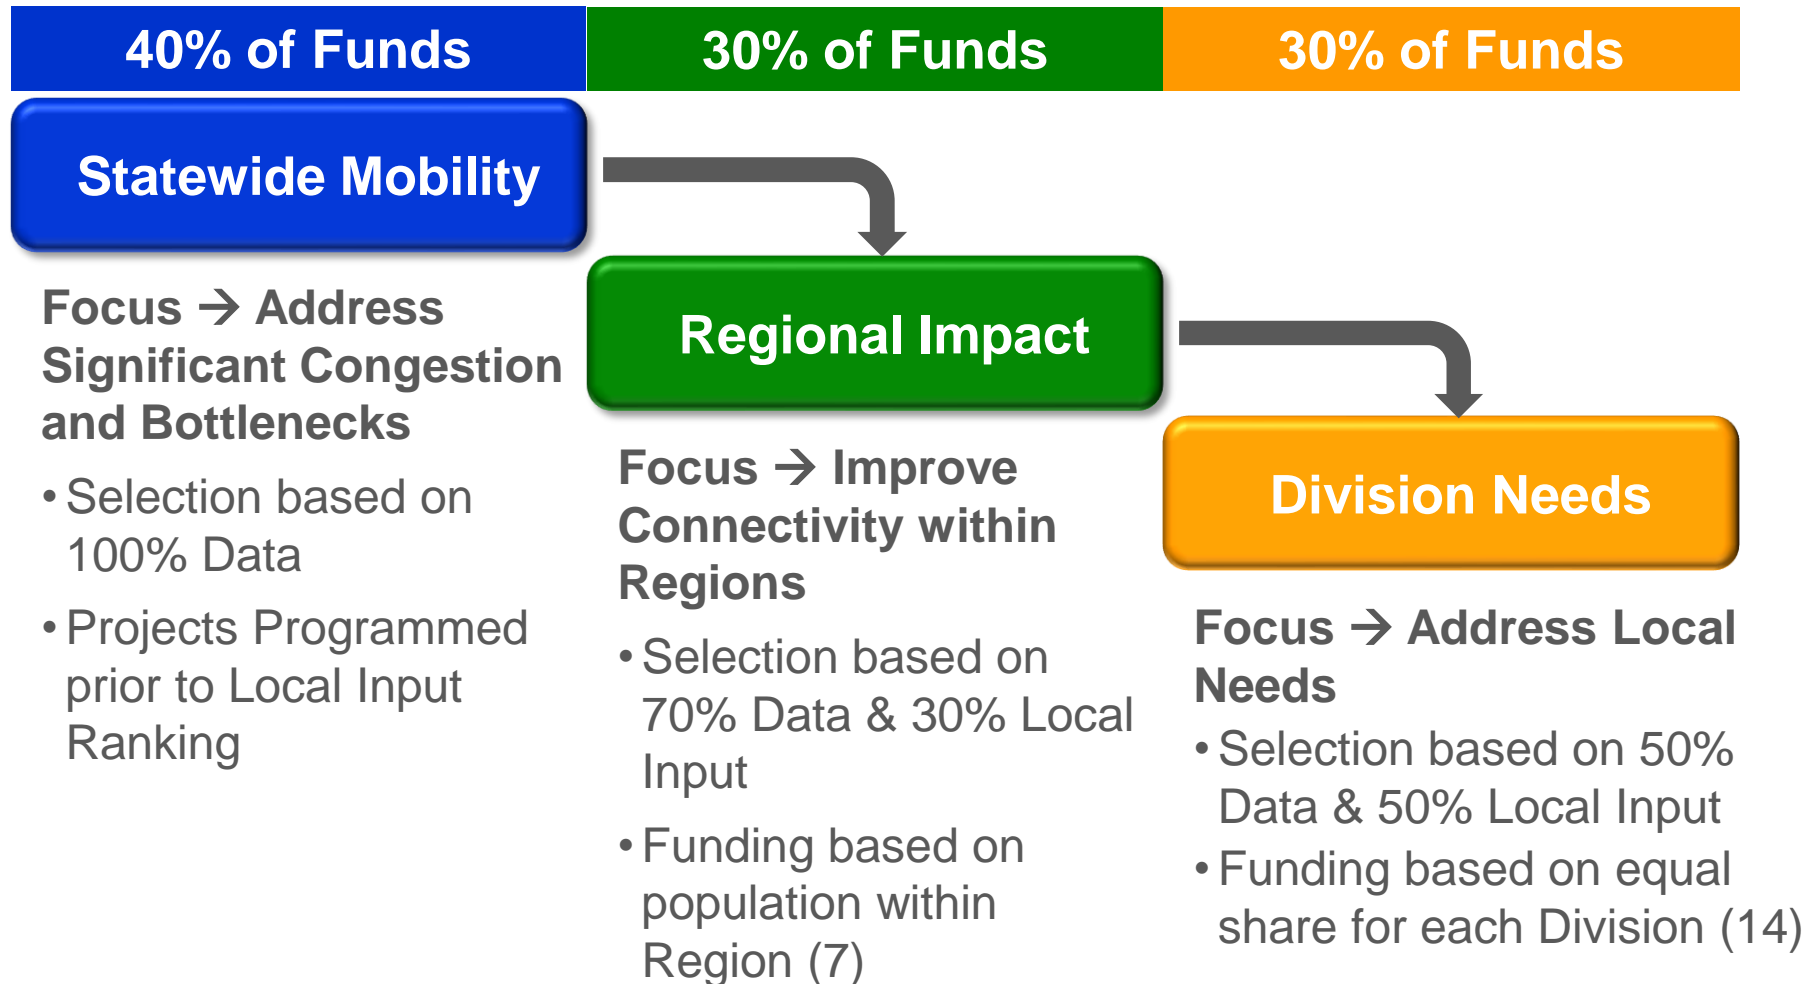 40% of Funds
30% of Funds
30% of Funds
Statewide Mobility
Focus → Address
Significant Congestion
and Bottlenecks
• Selection based on
100% Data
• Projects Programmed
prior to Local Input
Ranking
Regional Impact
Focus → Improve
Connectivity within
Regions
• Selection based on
70% Data & 30% Local
Input
• Funding based on
population within
Region (7)
Division Needs
Focus → Address Local
Needs
• Selection based on 50%
Data & 50% Local Input
• Funding based on equal
share for each Division (14)